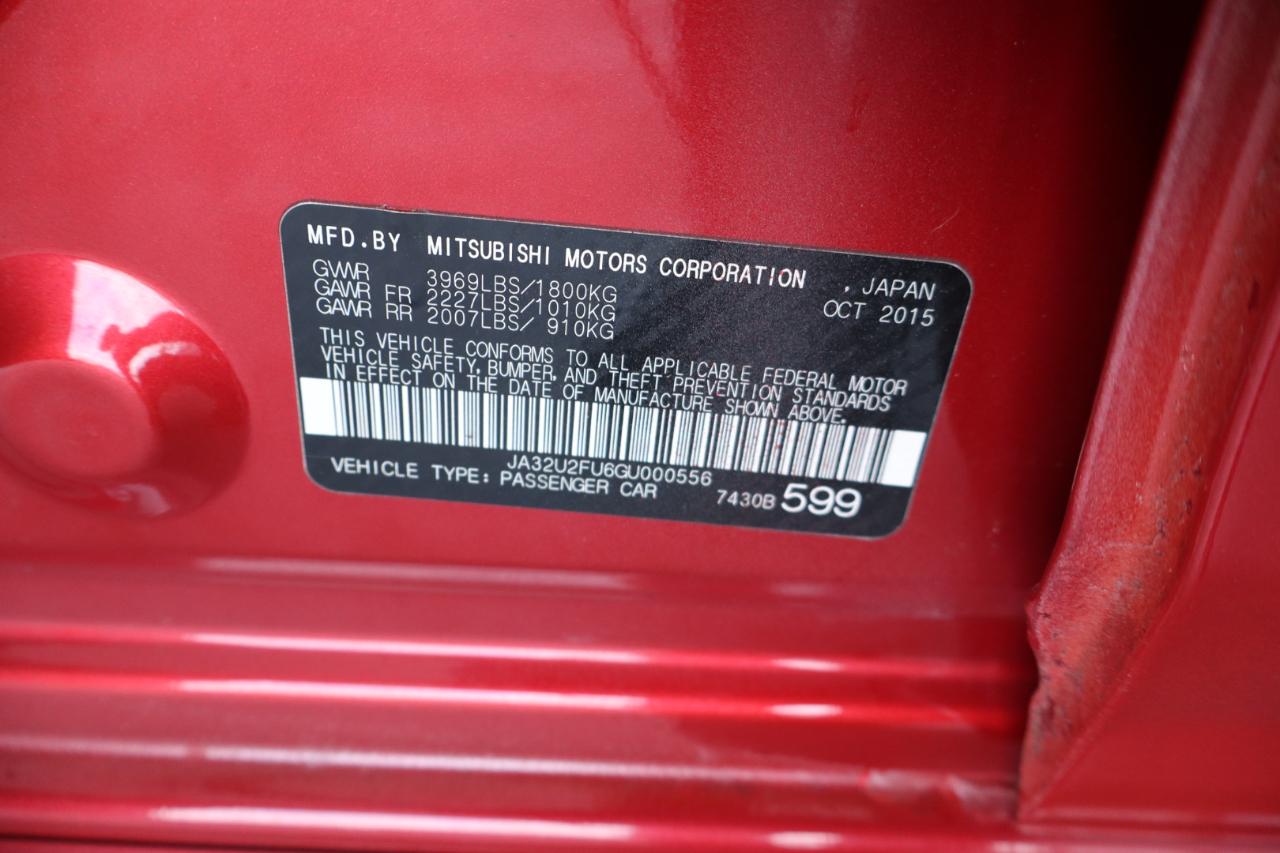 MFD.BY MITSUBISHI MOTORS CORPORATION, JAPAN
GVWR 3969LBS/1800KG OCT 2015
GAWR FR 2227LBS/1010KG
GAWR RR 2007LBS/ 910KG
THIS VEHICLE CONFORMS TO ALL APPLICABLE FEDERAL MOTOR
VEHICLE SAFETY, BUMPER, AND THEFT PREVENTION STANDARDS
IN EFFECT ON THE DATE OF MANUFACTURE SHOWN ABOVE.
JA32U2FU6GU000556
VEHICLE TYPE: PASSENGER CAR 7430B 599